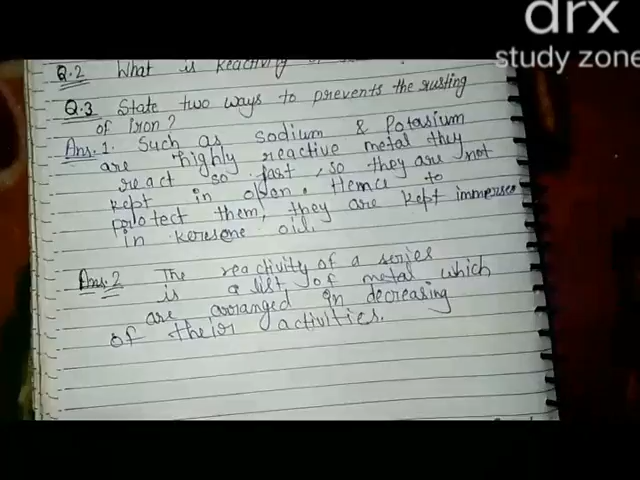 drx
study zone
Q.2 What is Reactivity
Q.3 State two ways to prevents the rusting
of Iron?
Ans.1. Such as sodium & Potasium
are highly reactive metal they
react so fast, so they are not
kept in open. Hence to
protect them, they are kept immerse
in keresene oil.
Ans.2 The reactivity of a series
is a list of metal which
are arranged in decreasing
of their activities.